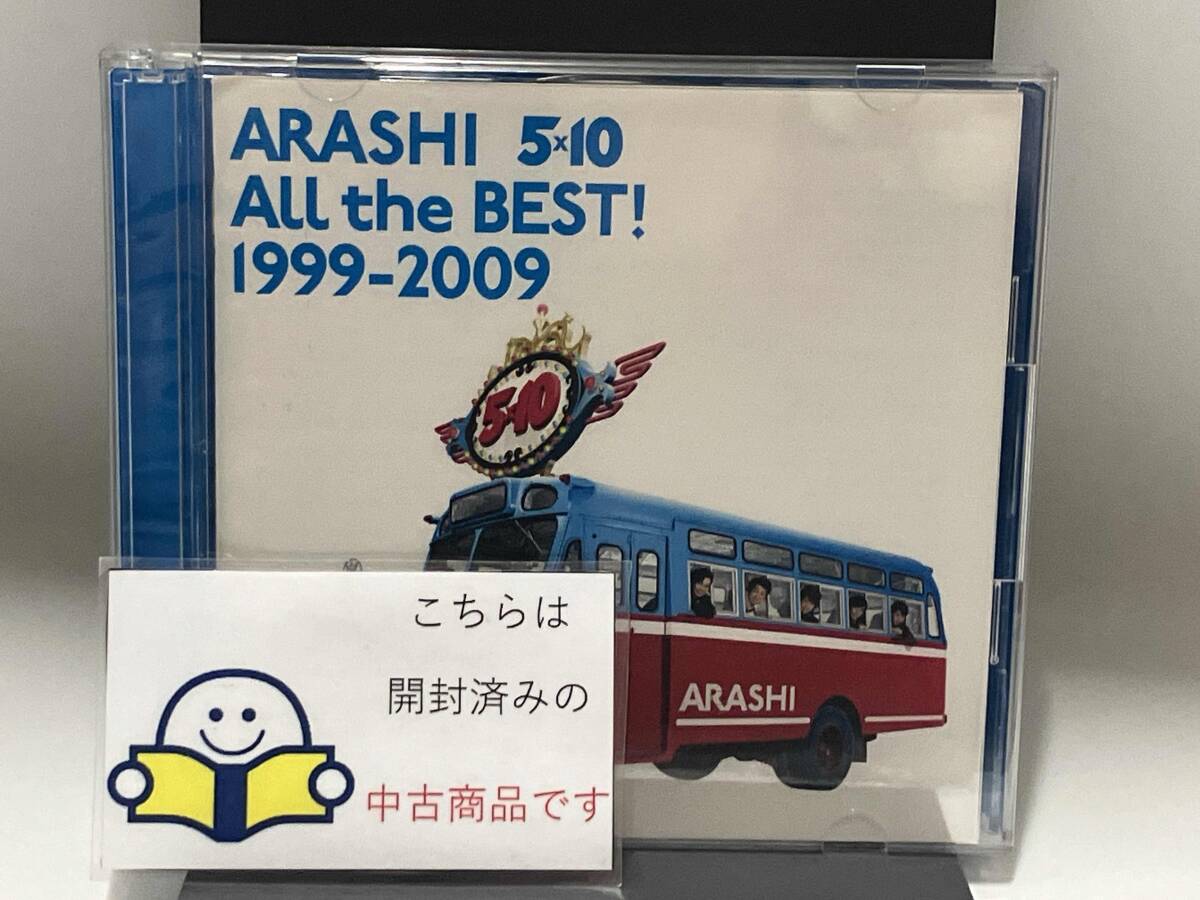 ARASHI 5×10
All the BEST!
1999-2009
5×10
ARASHI
こちらは
開封済みの
中古商品です